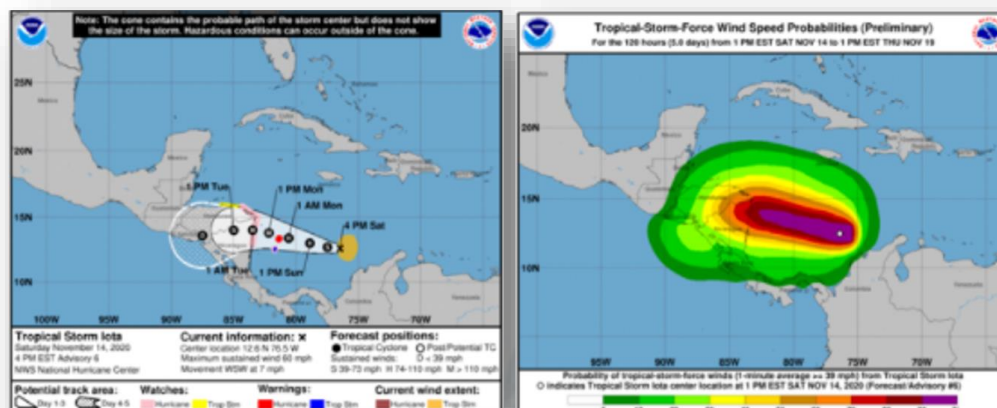 Note: The cone contains the probable path of the storm center but does not show
the size of the storm. Hazardous conditions can occur outside of the cone.
25N
20N
15N
10N
Mexico
Cuba
1 PM Tue
1 PM Mon
1 AM Mon
4 PM Sat
1 AM Tue
1 PM Sun
Colombia
Venezuela
100W 95W 90W 85W 80W 75W 70W
Tropical Storm Iota
Saturday November 14, 2020
4 PM EST Advisory 6
NWS National Hurricane Center
Current information: x
Center location 12.6 N 76.5 W
Maximum sustained wind 60 mph
Movement WSW at 7 mph
Forecast positions:
Tropical Cyclone Post/Potential TC
Sustained winds: D < 39 mph
S 39-73 mph H 74-110 mph M > 110 mph
Potential track area:
Day 1-3 Day 4-5
Watches:
Hurricane Trop Stm
Warnings:
Hurricane Trop Stm
Current wind extent:
Hurricane Trop Stm
Tropical-Storm-Force Wind Speed Probabilities (Preliminary)
For the 120 hours (5.0 days) from 1 PM EST SAT NOV 14 to 1 PM EST THU NOV 19
20N
15N
10N
Mexico
Cuba
Colombia
Venezuela
95W 90W 85W 80W 75W 70W
Probability of tropical-storm-force winds (1-minute average >= 39 mph) from Tropical Storm Iota
indicates Tropical Storm Iota center location at 1 PM EST SAT NOV 14, 2020 (Forecast Advisory #6)